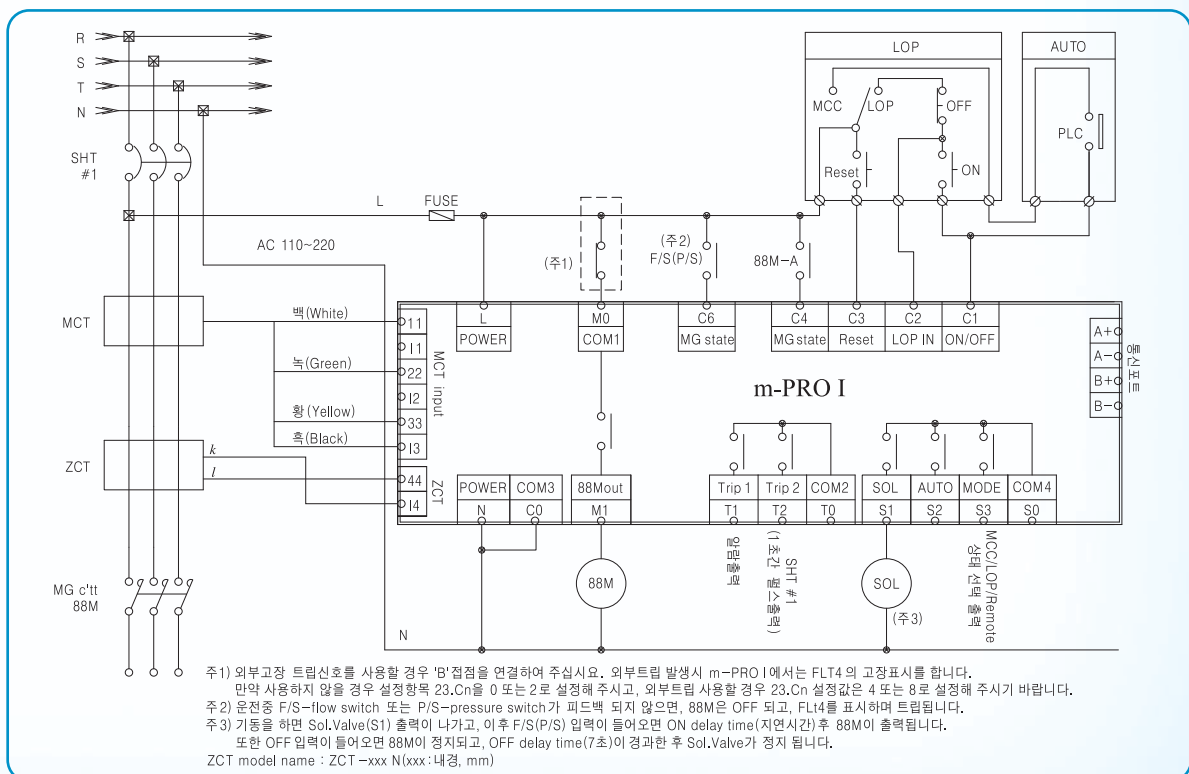 LOP
AUTO
R
S
T
N
MCC
LOP
OFF
PLC
SHT
#1
Reset
ON
L
FUSE
AC 110~220
(주1)
(주2)
F/S(P/S)
88M-A
MCT
백(White)
녹(Green)
황(Yellow)
흑(Black)
ZCT
k
l
11
I1
22
I2
33
I3
44
I4
MCT input
ZCT
L
POWER
M0
COM1
C6
MG state
C4
MG state
C3
Reset
C2
LOP IN
C1
ON/OFF
A+
A-
B+
B-
통신포트
m-PRO I
POWER
N
COM3
C0
88Mout
M1
Trip 1
T1
Trip 2
T2
COM2
T0
SOL
S1
AUTO
S2
MODE
S3
COM4
S0
MG c'tt
88M
88M
알람출력
SHT #1
(1초간 펄스출력)
SOL
(주3)
MCC/LOP/Remote
상태 선택 출력
N
주1) 외부고장 트립신호를 사용할 경우 'B'접점을 연결하여 주십시요. 외부트립 발생시 m-PRO I에서는 FLT4의 고장표시를 합니다.
만약 사용하지 않을 경우 설정항목 23.Cn을 0 또는 2로 설정해 주시고, 외부트립 사용할 경우 23.Cn 설정값은 4 또는 8로 설정해 주시기 바랍니다.
주2) 운전중 F/S-flow switch 또는 P/S-pressure switch가 피드백 되지 않으면, 88M은 OFF 되고, FLt4를 표시하며 트립됩니다.
주3) 기동을 하면 Sol.Valve(S1) 출력이 나가고, 이후 F/S(P/S) 입력이 들어오면 ON delay time(지연시간)후 88M이 출력됩니다.
또한 OFF 입력이 들어오면 88M이 정지되고, OFF delay time(7초)이 경과한 후 Sol.Valve가 정지 됩니다.
ZCT model name : ZCT-xxx N(xxx:내경, mm)